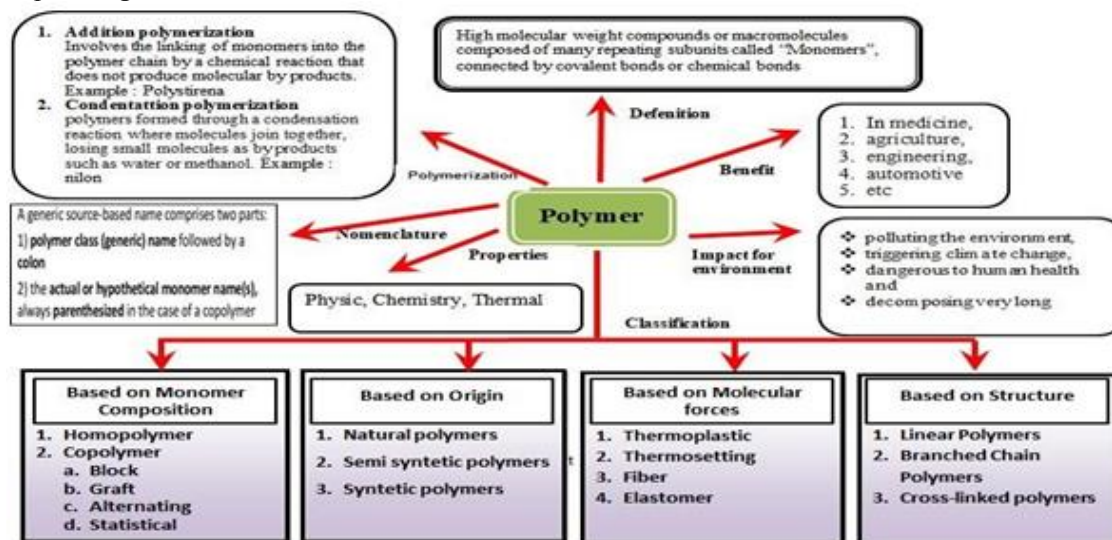 1. Addition polymerization
Involves the linking of monomers into the
polymer chain by a chemical reaction that
does not produce molecular by products.
Example : Polystirena
2. Condentattion polymerization
polymers formed through a condensation
reaction where molecules join together,
losing small molecules as by products
such as water or methanol. Example :
nilon
High molecular weight compounds or macromolecules
composed of many repeating subunits called “Monomers”,
connected by covalent bonds or chemical bonds
Defenition
1. In medicine,
2. agriculture,
3. engineering,
4. automotive
5. etc
Benefit
Polymerization
Polymer
A generic source-based name comprises two parts:
1) polymer class (generic) name followed by a
colon
2) the actual or hypothetical monomer name(s),
always parenthesized in the case of a copolymer
Nomenclature
Properties
Physic, Chemistry, Thermal
Impact for
environment
❖ polluting the environment,
❖ triggering climate change,
❖ dangerous to human health
and
❖ decomposing very long
Classification
Based on Monomer
Composition
1. Homopolymer
2. Copolymer
a. Block
b. Graft
c. Alternating
d. Statistical
Based on Origin
1. Natural polymers
2. Semi syntetic polymers
3. Syntetic polymers
t
Based on Molecular
forces
1. Thermoplastic
2. Thermosetting
3. Fiber
4. Elastomer
Based on Structure
1. Linear Polymers
2. Branched Chain
Polymers
3. Cross-linked polymers